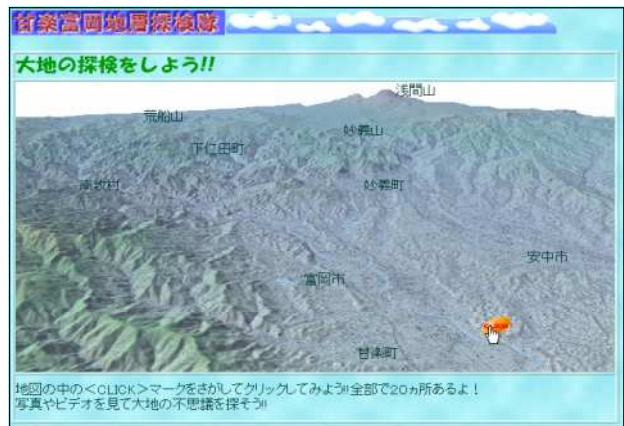 甘楽富岡地層探検隊
大地の探検をしよう!!
浅間山
荒船山
妙義山
下仁田町
南牧村
妙義町
安中市
富岡市
甘楽町
地図の中の<CLICK>マークをさがしてクリックしてみよう!!全部で20ヵ所あるよ!
写真やビデオを見て大地の不思議を探そう!!